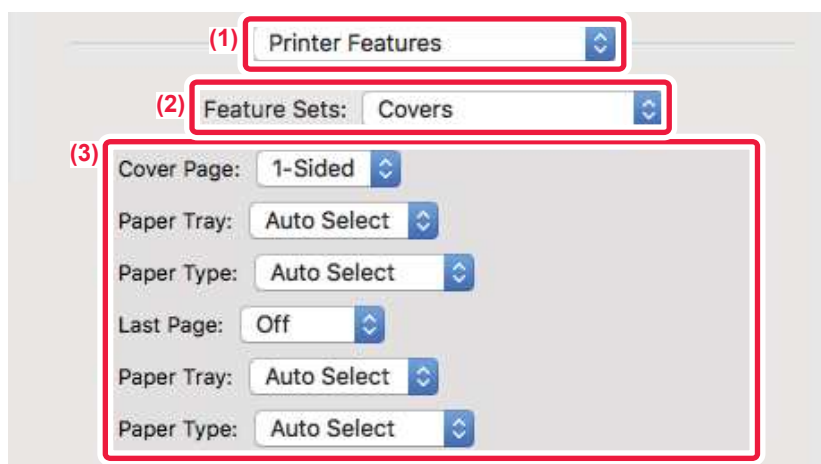 (1) Printer Features
(2) Feature Sets: Covers
(3)
Cover Page: 1-Sided
Paper Tray: Auto Select
Paper Type: Auto Select
Last Page: Off
Paper Tray: Auto Select
Paper Type: Auto Select